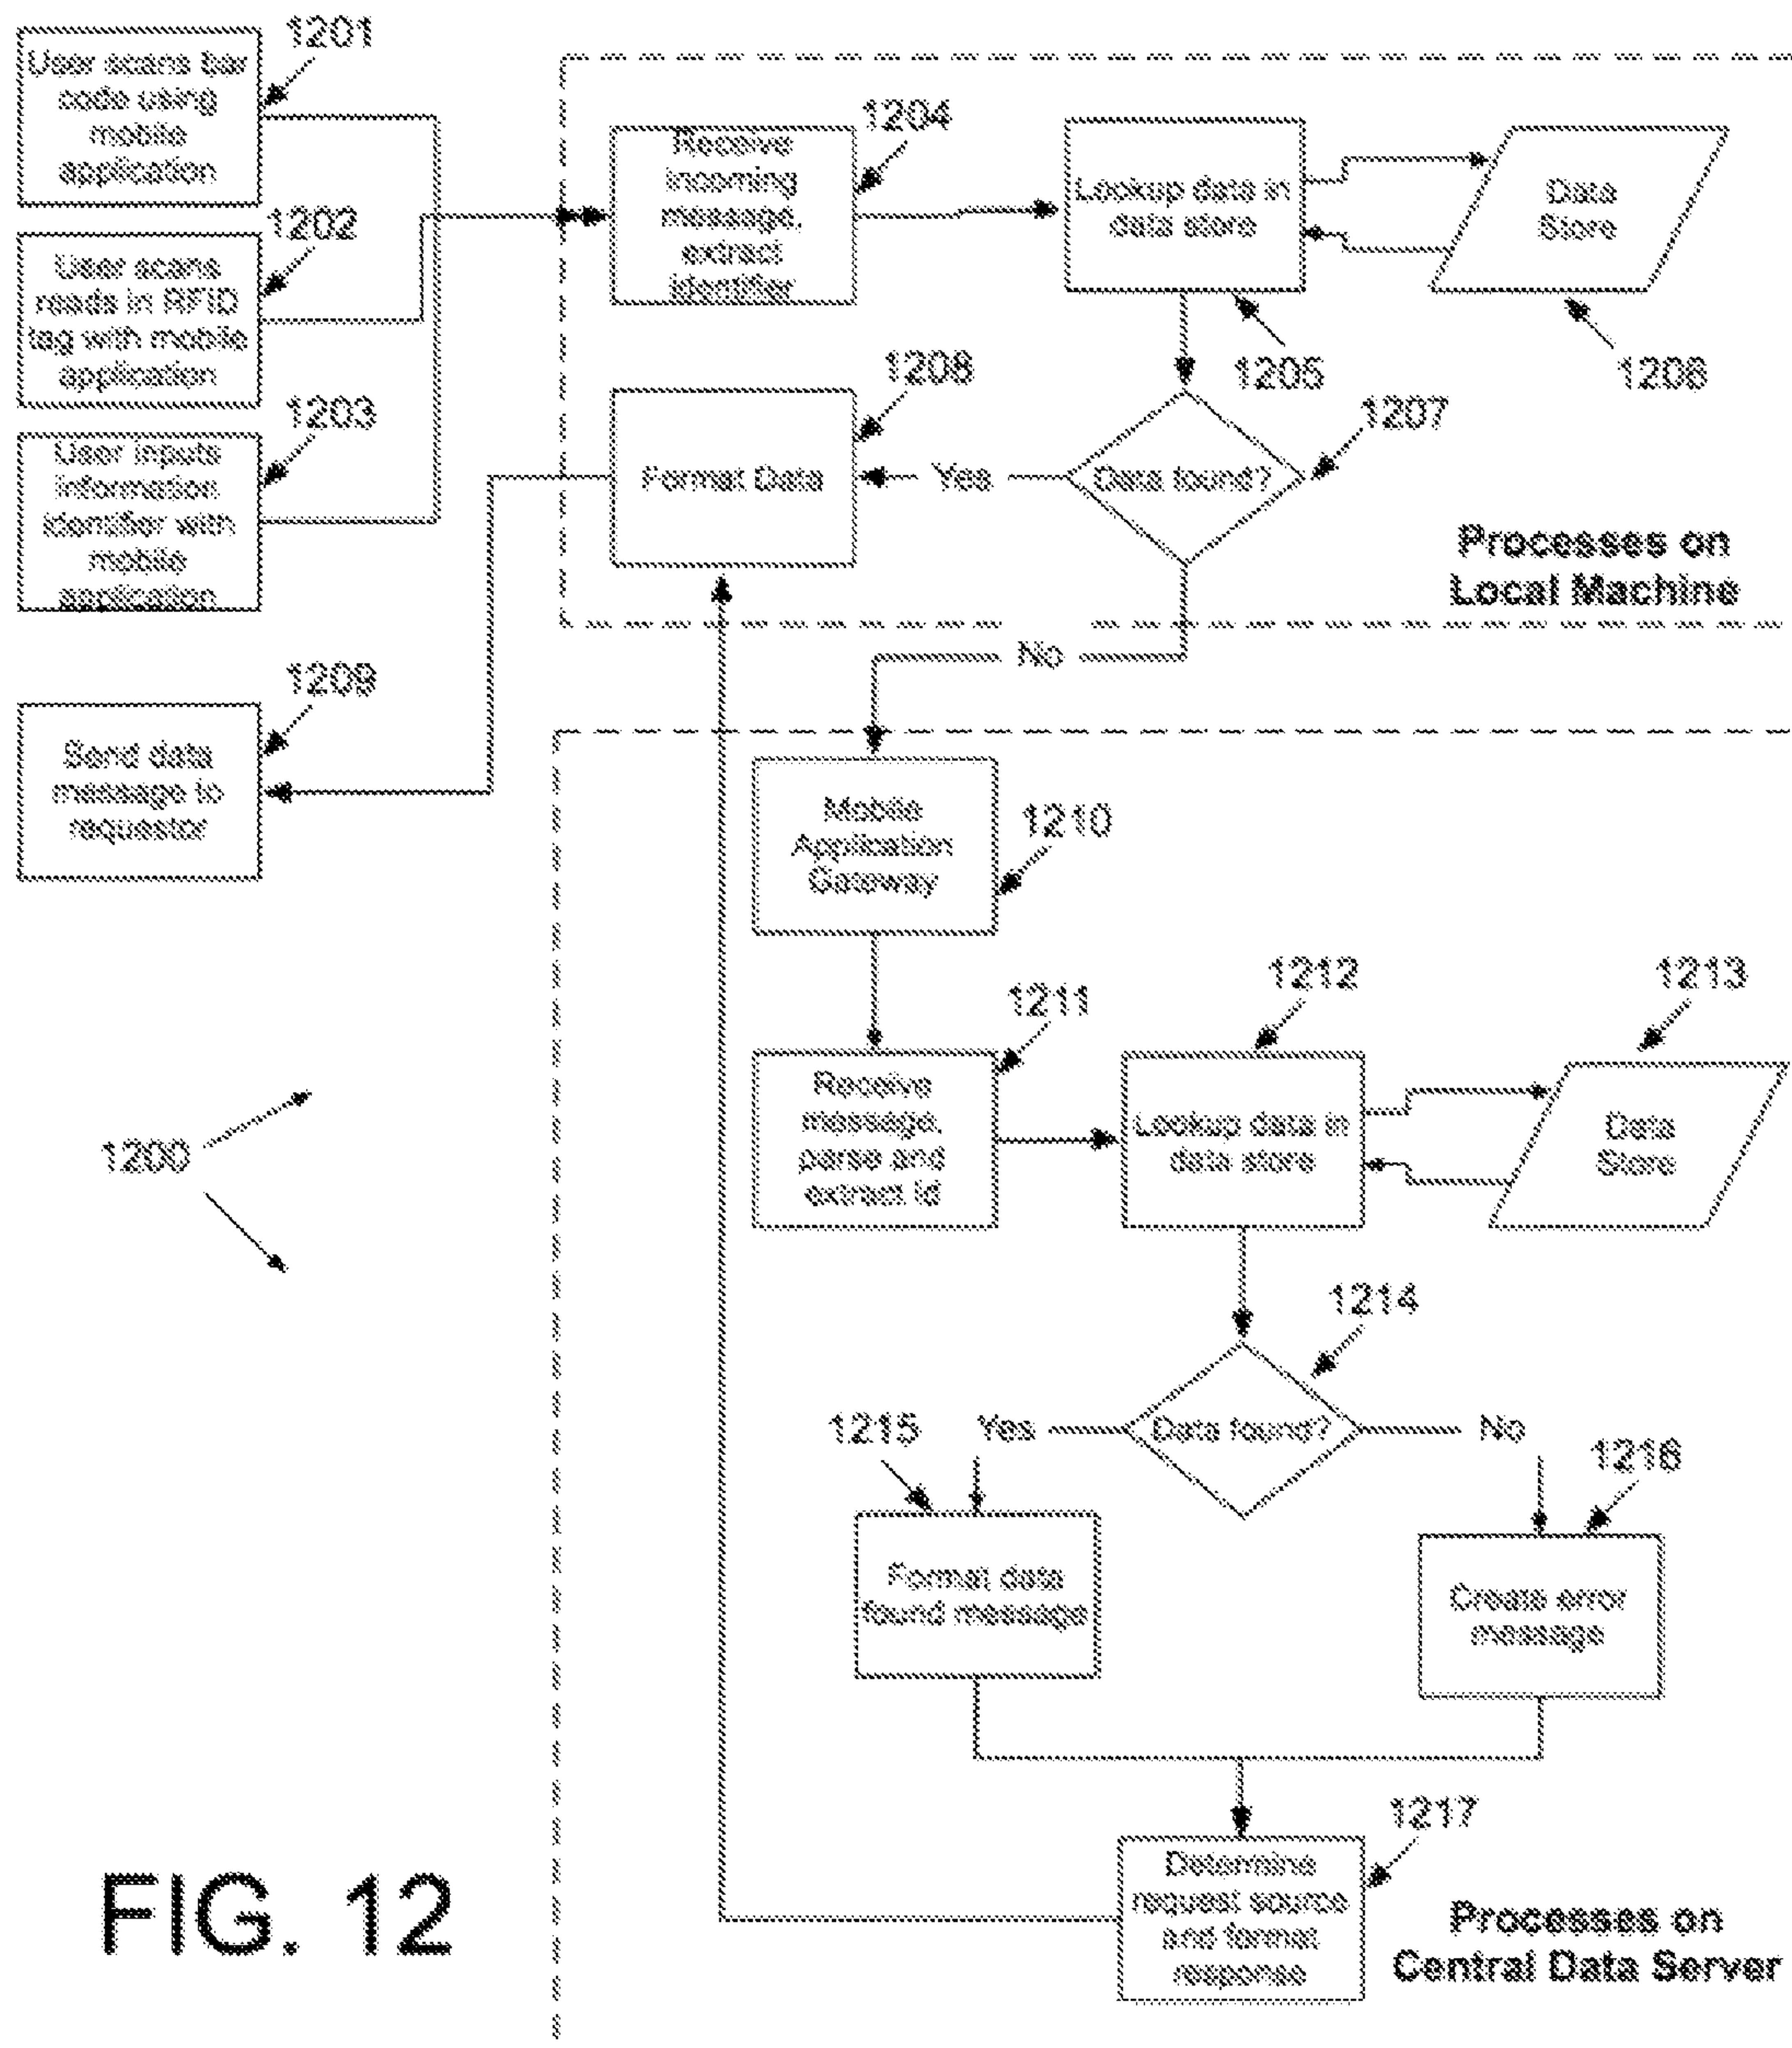 1201
User scans bar
code using
mobile
application
1202
User scans
reads in RFID
tag with mobile
application
1203
User inputs
information
identifier with
mobile
application
1204
Receive
incoming
message,
extract
identifier
Lookup data in
data store
1205
Data
Store
1206
1207
Data found?
Yes
1208
Format Data
Processes on
Local Machine
No
1209
Send data
message to
requestor
Mobile
Application
Gateway
1210
1211
Receive
message,
parse and
extract id
1212
Lookup data in
data store
1213
Data
Store
1200
1214
Data found?
Yes
No
1215
Format data
found message
1216
Create error
message
1217
Determine
request source
and format
response
Processes on
Central Data Server
FIG. 12